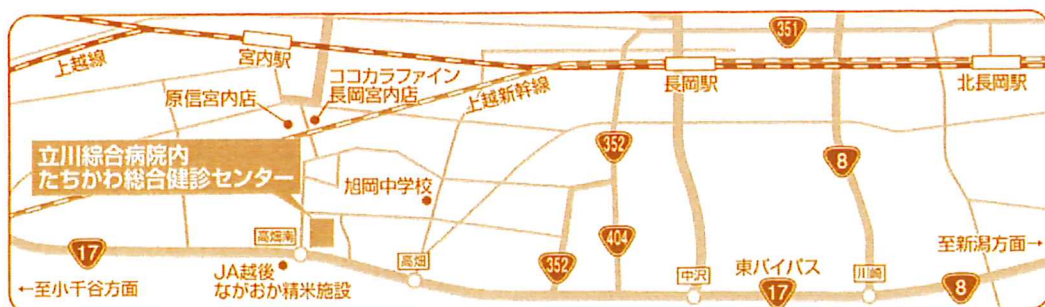 351
上越線
宮内駅
ココカラファイン
長岡宮内店
原信宮内店
上越新幹線
長岡駅
北長岡駅
352
8
立川綜合病院内
たちかわ総合健診センター
旭岡中学校
17
高畑南
JA越後
ながおか精米施設
←至小千谷方面
高畑
352
404
中沢
東バイパス
17
川崎
8
至新潟方面→